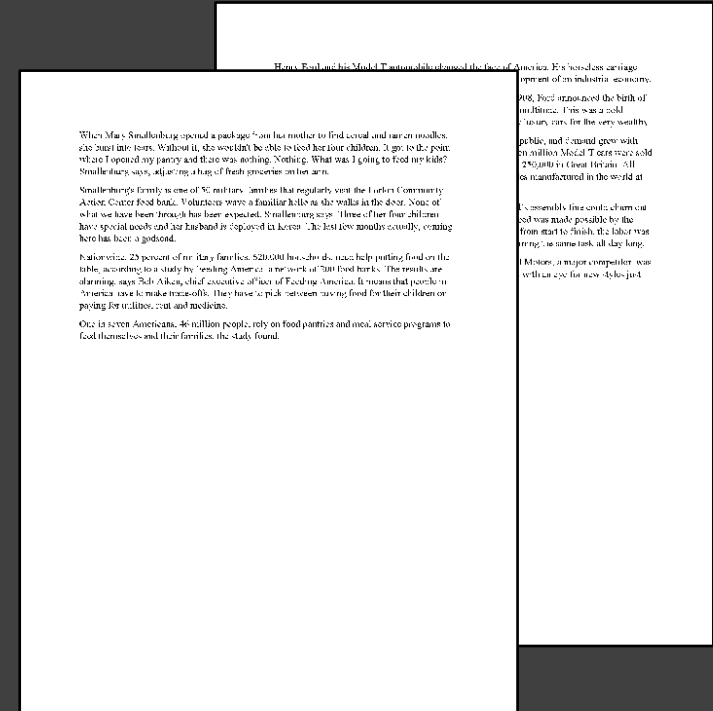 Henry Ford and his Model T automobile changed the face of America. His horseless carriage
opment of an industrial economy.
908, Ford announced the birth of
multitude. This was a bold
luxury cars for the very wealthy.
public, and demand grew with
en million Model T cars were sold
250,000 in Great Britain. All
es manufactured in the world at
's assembly line could churn out
eed was made possible by the
from start to finish, the labor was
rming the same task all day long.
l Motors, a major competitor, was
with an eye for new styles just
When Mary Smallenburg opened a package from her mother to find cereal and ramen noodles,
she burst into tears. Without it, she wouldn't be able to feed her four children. It got to the point
where I opened my pantry and there was nothing. Nothing. What was I going to feed my kids?
Smallenburg says, adjusting a bag of fresh groceries on her arm.
Smallenburg's family is one of 50 military families that regularly visit the Lorton Community
Action Center food bank. Volunteers wave a familiar hello as she walks in the door. None of
what we have been through has been expected, Smallenburg says. Three of her four children
have special needs and her husband is deployed in Korea. The last few months actually, coming
here has been a godsend.
Nationwide, 25 percent of military families, 620,000 households, need help putting food on the
table, according to a study by Feeding America, a network of 200 food banks. The results are
alarming, says Bob Aiken, chief executive officer of Feeding America. It means that people in
America have to make trade-offs. They have to pick between buying food for their children or
paying for utilities, rent and medicine.
One in seven Americans, 46 million people, rely on food pantries and meal service programs to
feed themselves and their families, the study found.